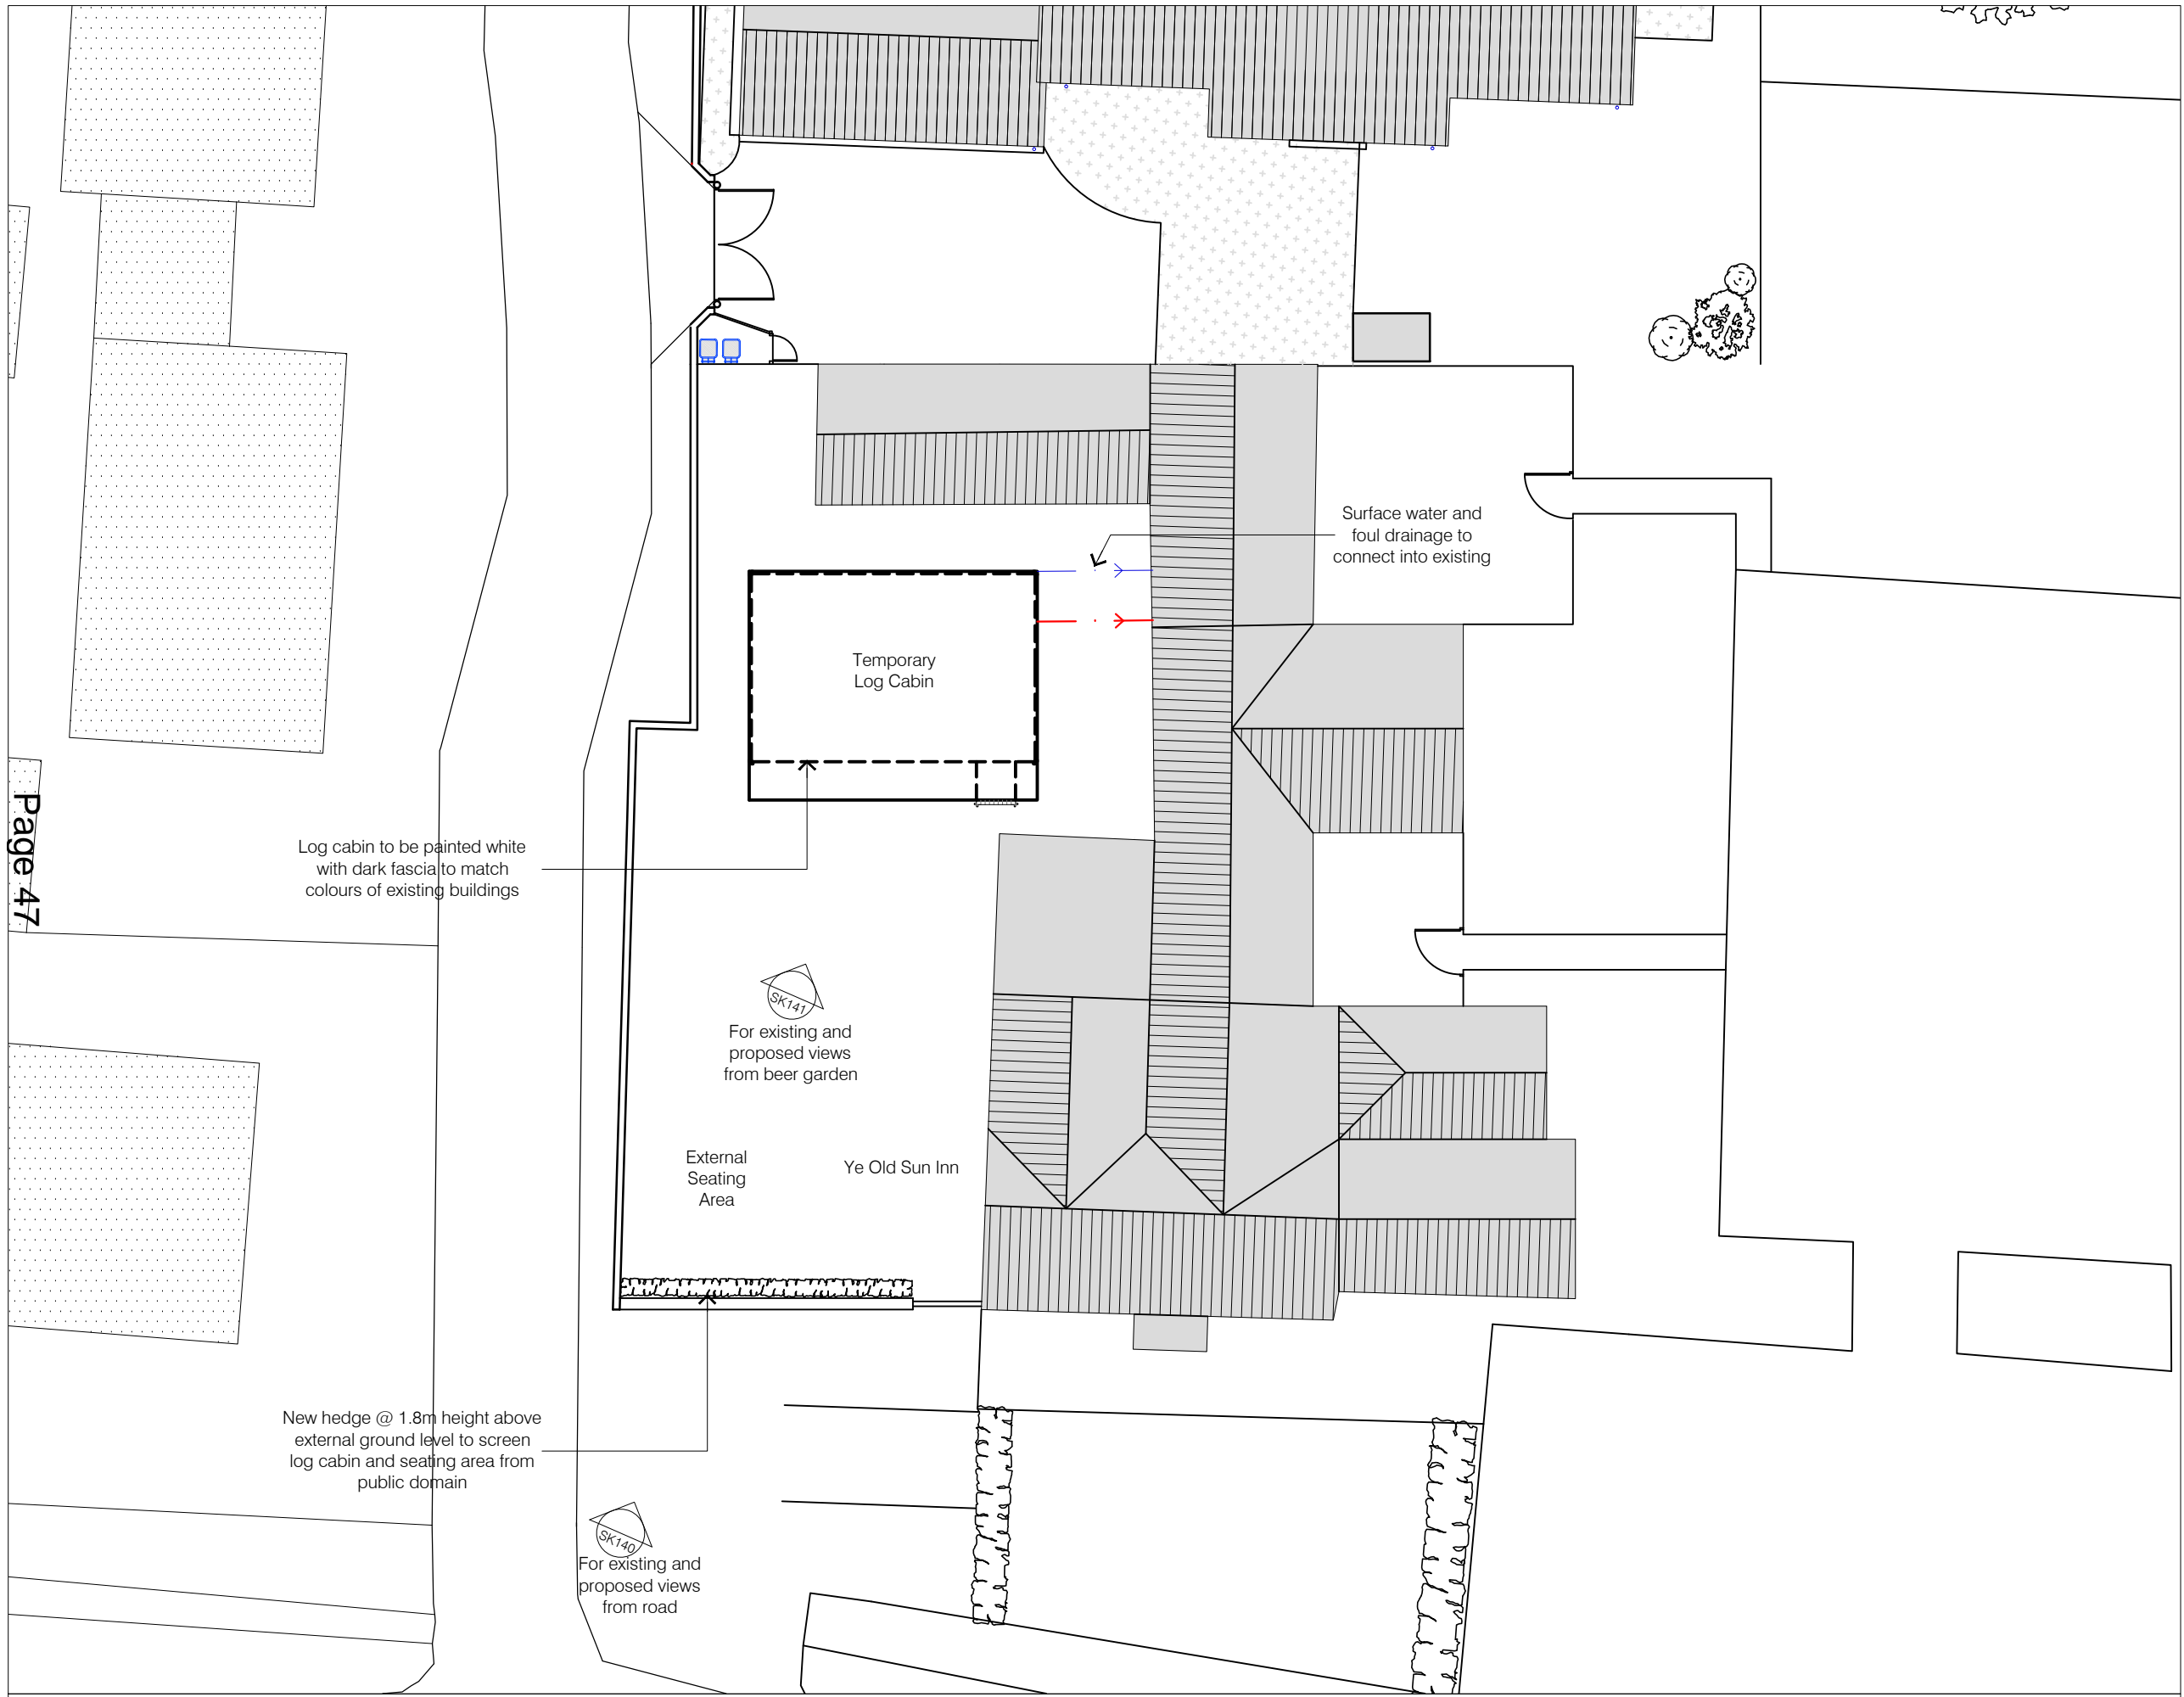 Surface water and
foul drainage to
connect into existing
Temporary
Log Cabin
Page 47
Log cabin to be painted white
with dark fascia to match
colours of existing buildings
SK141
For existing and
proposed views
from beer garden
External
Seating
Area
Ye Old Sun Inn
New hedge @ 1.8m height above
external ground level to screen
log cabin and seating area from
public domain
SK140
For existing and
proposed views
from road